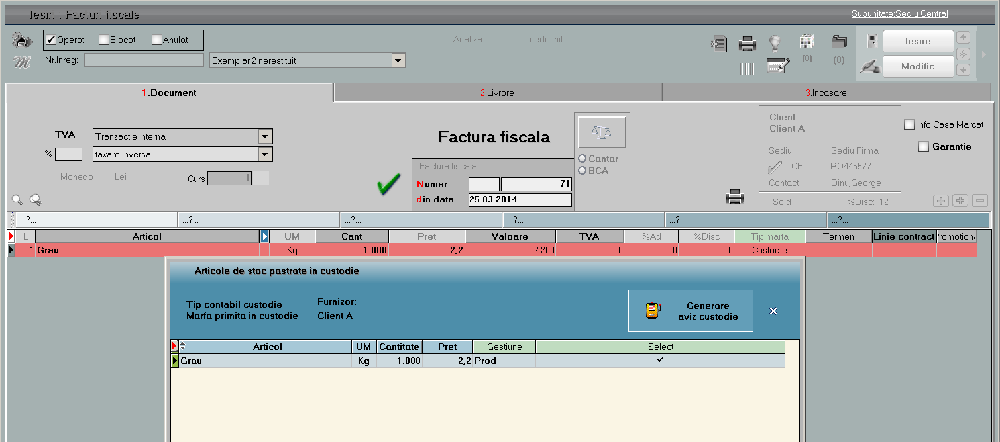 Iesiri : Facturi fiscale
Subunitate:Sediu Central
Operat Blocat Anulat
Analiza ... nedefinit ...
(0) (0)
Iesire
Nr.Inreg:
Exemplar 2 nerestituit
Modific
1.Document 2.Livrare 3.Incasare
TVA
Tranzactie interna
%
taxare inversa
Moneda Lei Curs 1 ...
Factura fiscala
Factura fiscala
Numar 71
din data 25.03.2014
Cantar
BCA
Client
Client A
Sediul Sediu Firma
CF RO445577
Contact Dinu;George
Sold %Disc: -12
Info Casa Marcat
Garantie
...?... ...?... ...?... ...?... ...?... ...?...
L Articol UM Cant Pret Valoare TVA %Ad %Disc Tip marfa Termen Linie contract romotiona
1 Grau Kg 1.000 2,2 2.200 0 0 0 Custodie
Articole de stoc pastrate in custodie
Tip contabil custodie
Marfa primita in custodie
Furnizor:
Client A
Generare
aviz custodie
Articol UM Cantitate Pret Gestiune Select
Grau Kg 1.000 2,2 Prod